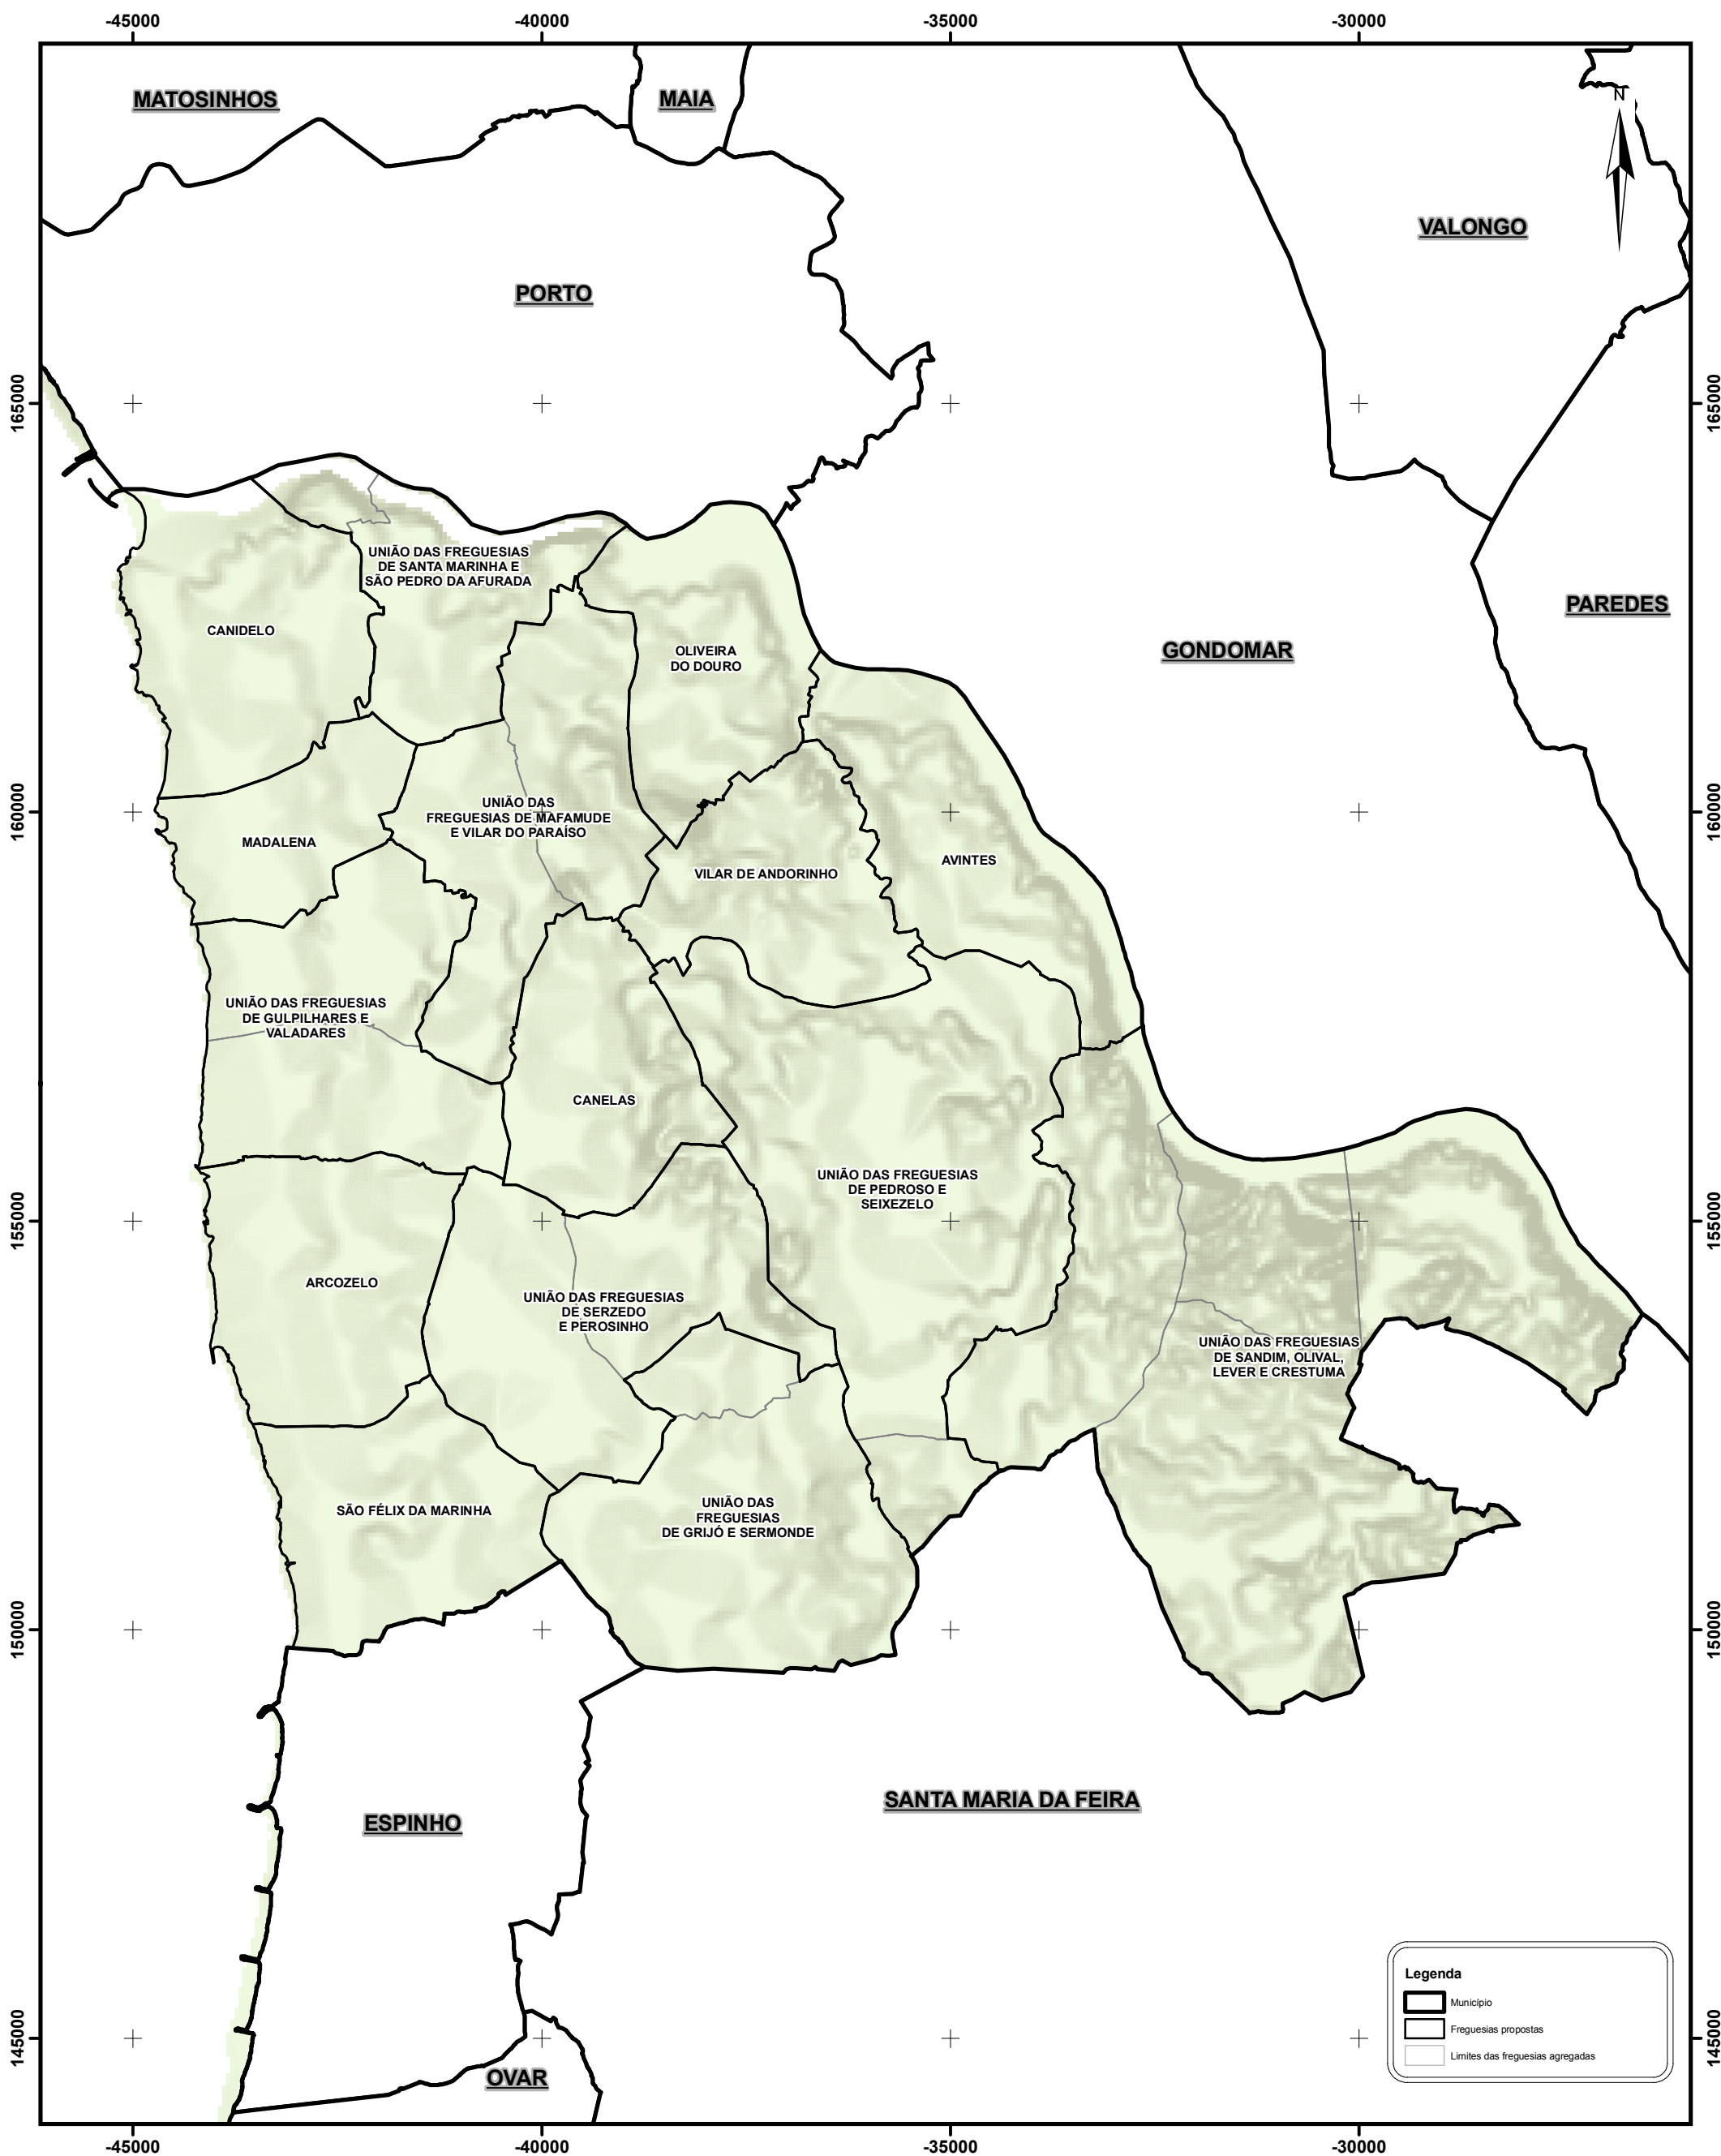 -45000
-40000
-35000
-30000
MATOSINHOS
MAIA
N
VALONGO
PORTO
165000
165000
UNIÃO DAS FREGUESIAS
DE SANTA MARINHA E
SÃO PEDRO DA AFURADA
PAREDES
CANIDELO
OLIVEIRA
DO DOURO
GONDOMAR
160000
160000
UNIÃO DAS
FREGUESIAS DE MAFAMUDE
E VILAR DO PARAÍSO
MADALENA
VILAR DE ANDORINHO
AVINTES
UNIÃO DAS FREGUESIAS
DE GULPILHARES E
VALADARES
CANELAS
UNIÃO DAS FREGUESIAS
DE PEDROSO E
SEIXEZELO
155000
155000
ARCOZELO
UNIÃO DAS FREGUESIAS
DE SERZEDO
E PEROSINHO
UNIÃO DAS FREGUESIAS
DE SANDIM, OLIVAL,
LEVER E CRESTUMA
SÃO FÉLIX DA MARINHA
UNIÃO DAS
FREGUESIAS
DE GRIJÓ E SERMONDE
150000
150000
ESPINHO
SANTA MARIA DA FEIRA
145000
145000
OVAR
Legenda
Município
Freguesias propostas
Limites das freguesias agregadas
-45000
-40000
-35000
-30000